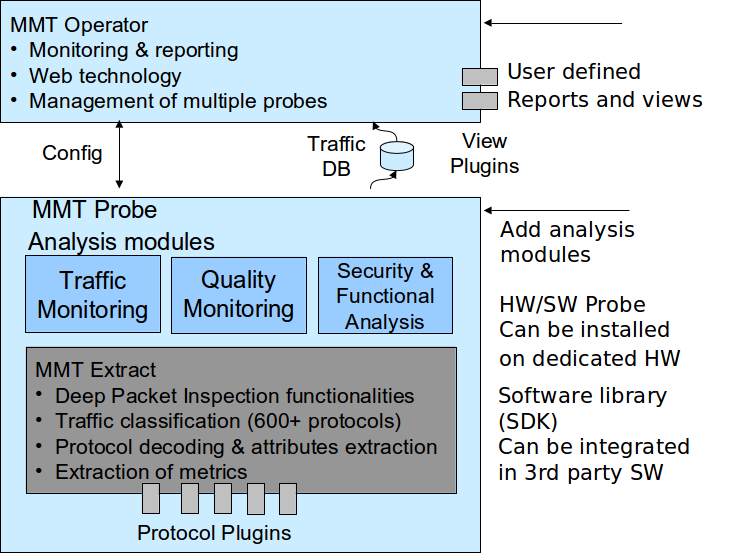 MMT Operator
• Monitoring & reporting
• Web technology
• Management of multiple probes
User defined
Reports and views
Config
Traffic
DB
View
Plugins
MMT Probe
Analysis modules
Traffic
Monitoring
Quality
Monitoring
Security &
Functional
Analysis
Add analysis
modules
HW/SW Probe
Can be installed
on dedicated HW
MMT Extract
• Deep Packet Inspection functionalities
• Traffic classification (600+ protocols)
• Protocol decoding & attributes extraction
• Extraction of metrics
Software library
(SDK)
Can be integrated
in 3rd party SW
Protocol Plugins